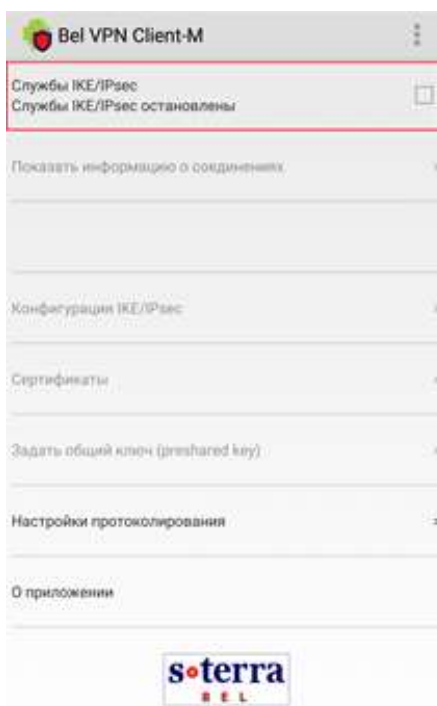 Bel VPN Client-M
Службы IKE/IPsec
Службы IKE/IPsec остановлены
Показать информацию о соединениях
Конфигурация IKE/IPsec
Сертификаты
Задать общий ключ (preshared key)
Настройки протоколирования
О приложении
s•terra
BEL